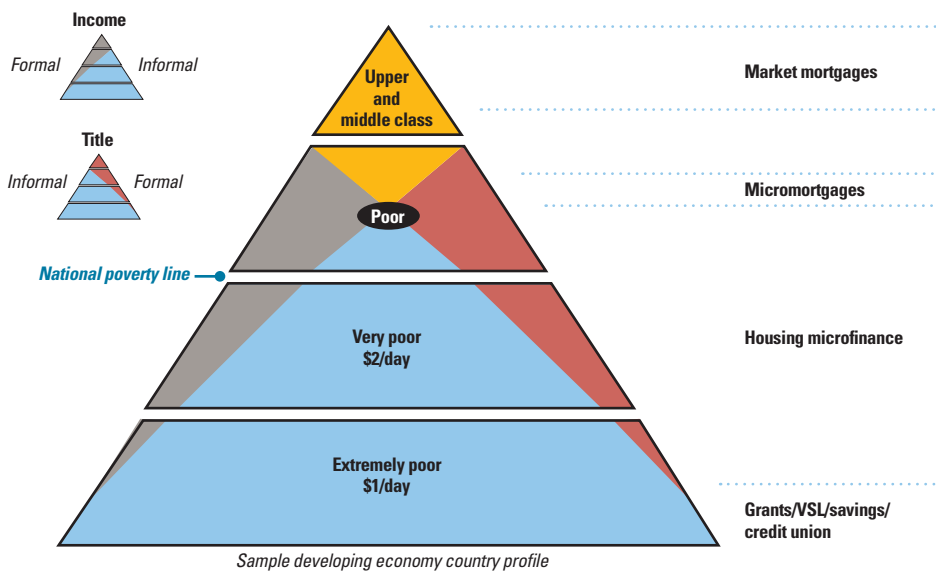 Income
Formal
Informal
Title
Informal
Formal
National poverty line
Upper
and
middle class
Poor
Very poor
$2/day
Extremely poor
$1/day
Market mortgages
Micromortgages
Housing microfinance
Grants/VSL/savings/
credit union
Sample developing economy country profile